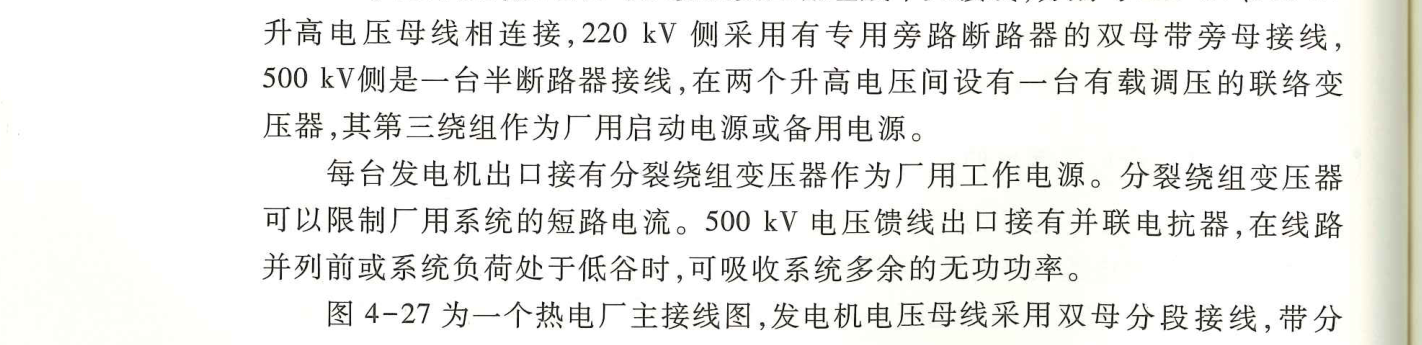 升高电压母线相连接,220 kV 侧采用有专用旁路断路器的双母带旁母接线,
500 kV侧是一台半断路器接线,在两个升高电压间设有一台有载调压的联络变
压器,其第三绕组作为厂用启动电源或备用电源。
每台发电机出口接有分裂绕组变压器作为厂用工作电源。分裂绕组变压器
可以限制厂用系统的短路电流。500 kV 电压馈线出口接有并联电抗器,在线路
并列前或系统负荷处于低谷时,可吸收系统多余的无功功率。
图 4-27 为一个热电厂主接线图,发电机电压母线采用双母分段接线,带分